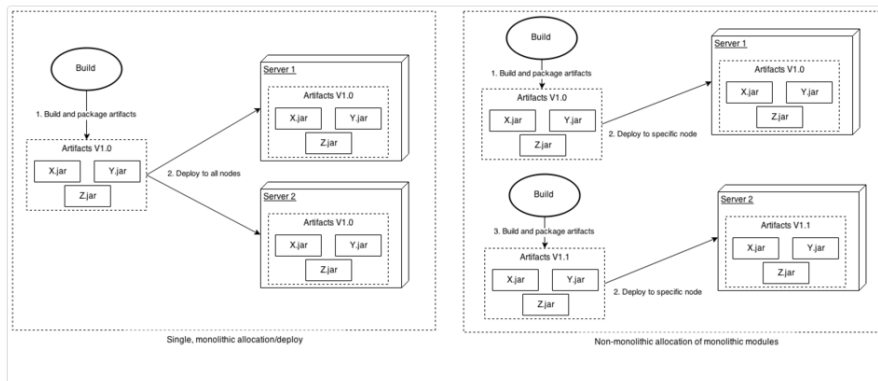 Build
1. Build and package artifacts
Artifacts V1.0
X.jar
Y.jar
Z.jar
2. Deploy to all nodes
Server 1
Artifacts V1.0
X.jar
Y.jar
Z.jar
Server 2
Artifacts V1.0
X.jar
Y.jar
Z.jar
Single, monolithic allocation/deploy
Build
1. Build and package artifacts
Artifacts V1.0
X.jar
Y.jar
Z.jar
2. Deploy to specific node
Server 1
Artifacts V1.0
X.jar
Y.jar
Z.jar
Build
3. Build and package artifacts
Artifacts V1.1
X.jar
Y.jar
Z.jar
2. Deploy to specific node
Server 2
Artifacts V1.1
X.jar
Y.jar
Z.jar
Non-monolithic allocation of monolithic modules